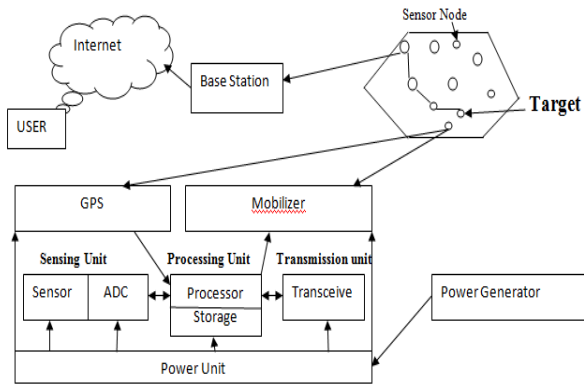 Sensor Node
Internet
Base Station
Target
USER
GPS
Mobilizer
Sensing Unit
Processing Unit
Transmission unit
Sensor
ADC
Processor
Storage
Transceive
Power Generator
Power Unit